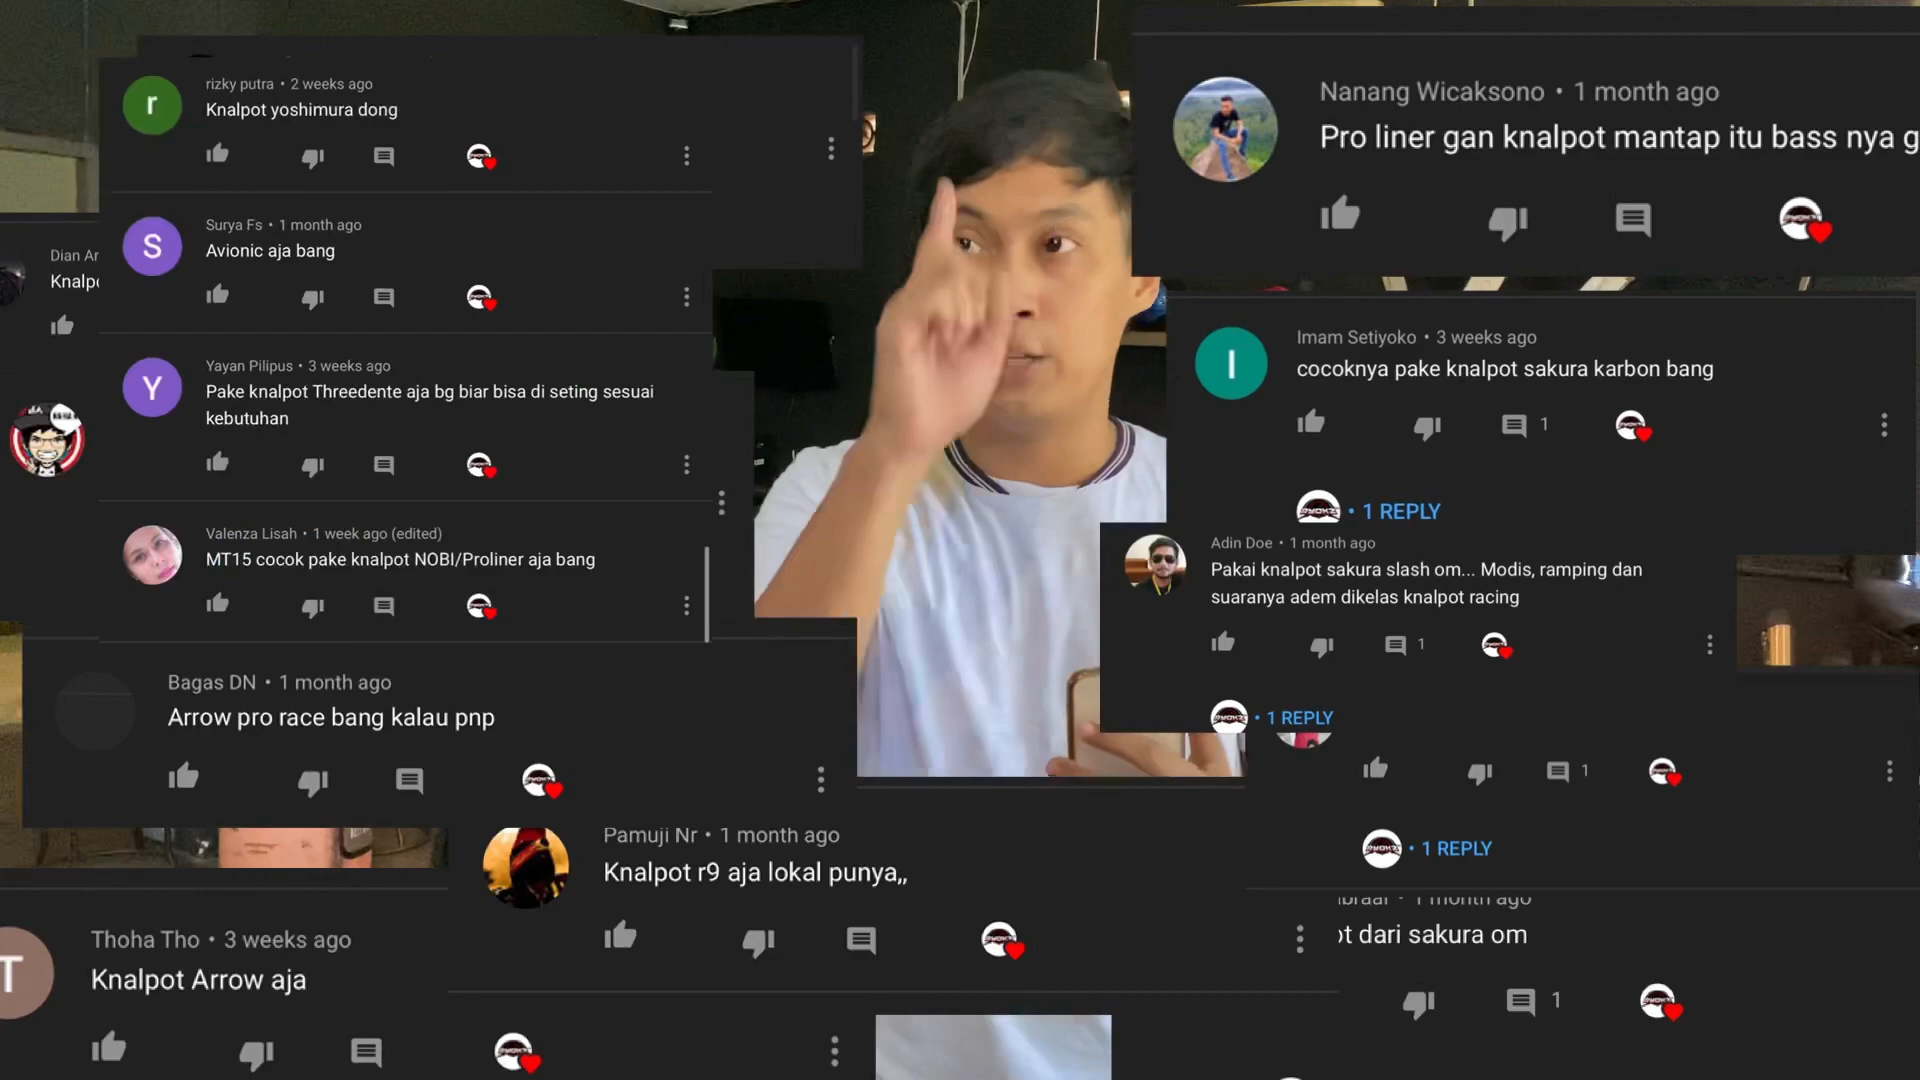 rizky putra • 2 weeks ago
Knalpot yoshimura dong
Surya Fs • 1 month ago
Avionic aja bang
Yayan Pilipus • 3 weeks ago
Pake knalpot Threedente aja bg biar bisa di seting sesuai
kebutuhan
Valenza Lisah • 1 week ago (edited)
MT15 cocok pake knalpot NOBI/Proliner aja bang
Dian Ar
Knalpo
Bagas DN • 1 month ago
Arrow pro race bang kalau pnp
Thoha Tho • 3 weeks ago
Knalpot Arrow aja
Pamuji Nr • 1 month ago
Knalpot r9 aja lokal punya,,
Nanang Wicaksono • 1 month ago
Pro liner gan knalpot mantap itu bass nya g
Imam Setiyoko • 3 weeks ago
cocoknya pake knalpot sakura karbon bang
1
• 1 REPLY
Adin Doe • 1 month ago
Pakai knalpot sakura slash om... Modis, ramping dan
suaranya adem dikelas knalpot racing
1
• 1 REPLY
1
• 1 REPLY
1 month ago
dari sakura om
1
r
S
Y
I
T